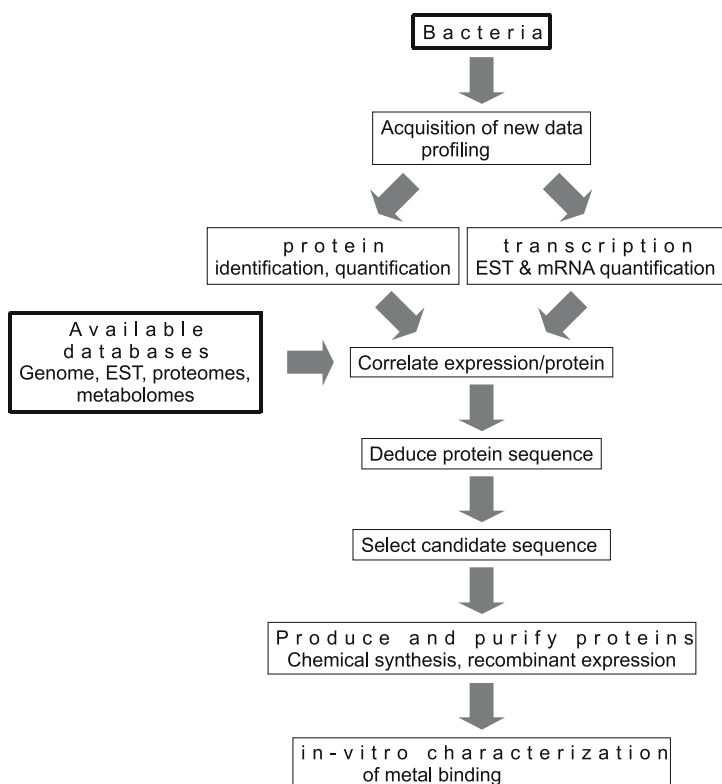 Bacteria
Acquisition of new data
profiling
protein
identification, quantification
transcription
EST & mRNA quantification
Available
databases
Genome, EST, proteomes,
metabolomes
Correlate expression/protein
Deduce protein sequence
Select candidate sequence
Produce and purify proteins
Chemical synthesis, recombinant expression
in-vitro characterization
of metal binding